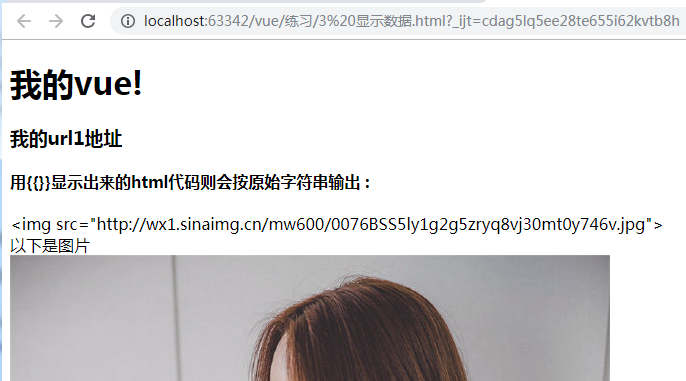 localhost:63342/vue/练习/3%20显示数据.html?_ijt=cdag5lq5ee28te655i62kvtb8h
我的vue!
我的url1地址
用{{}}显示出来的html代码则会按原始字符串输出：
<img src="http://wx1.sinaimg.cn/mw600/0076BSS5ly1g2g5zryq8vj30mt0y746v.jpg">
以下是图片